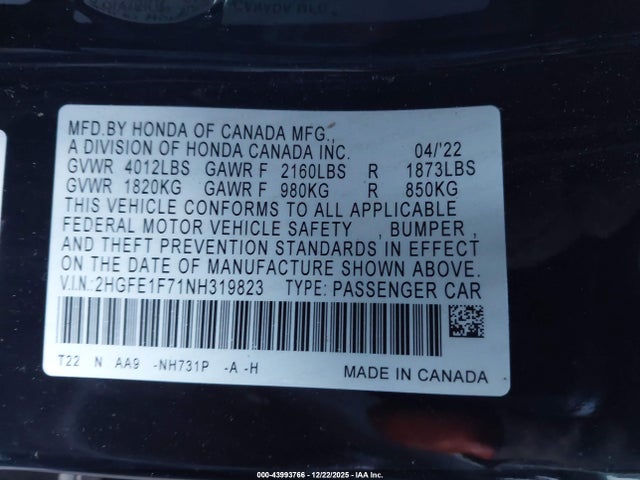 MFD.BY HONDA OF CANADA MFG.,
A DIVISION OF HONDA CANADA INC. 04/'22
GVWR 4012LBS GAWR F 2160LBS R 1873LBS
GVWR 1820KG GAWR F 980KG R 850KG
THIS VEHICLE CONFORMS TO ALL APPLICABLE
FEDERAL MOTOR VEHICLE SAFETY , BUMPER,
AND THEFT PREVENTION STANDARDS IN EFFECT
ON THE DATE OF MANUFACTURE SHOWN ABOVE.
V.I.N:2HGFE1F71NH319823 TYPE: PASSENGER CAR
T22 N AA9 -NH731P -A -H
MADE IN CANADA
000-43993766 - 12/22/2025 - IAA Inc.